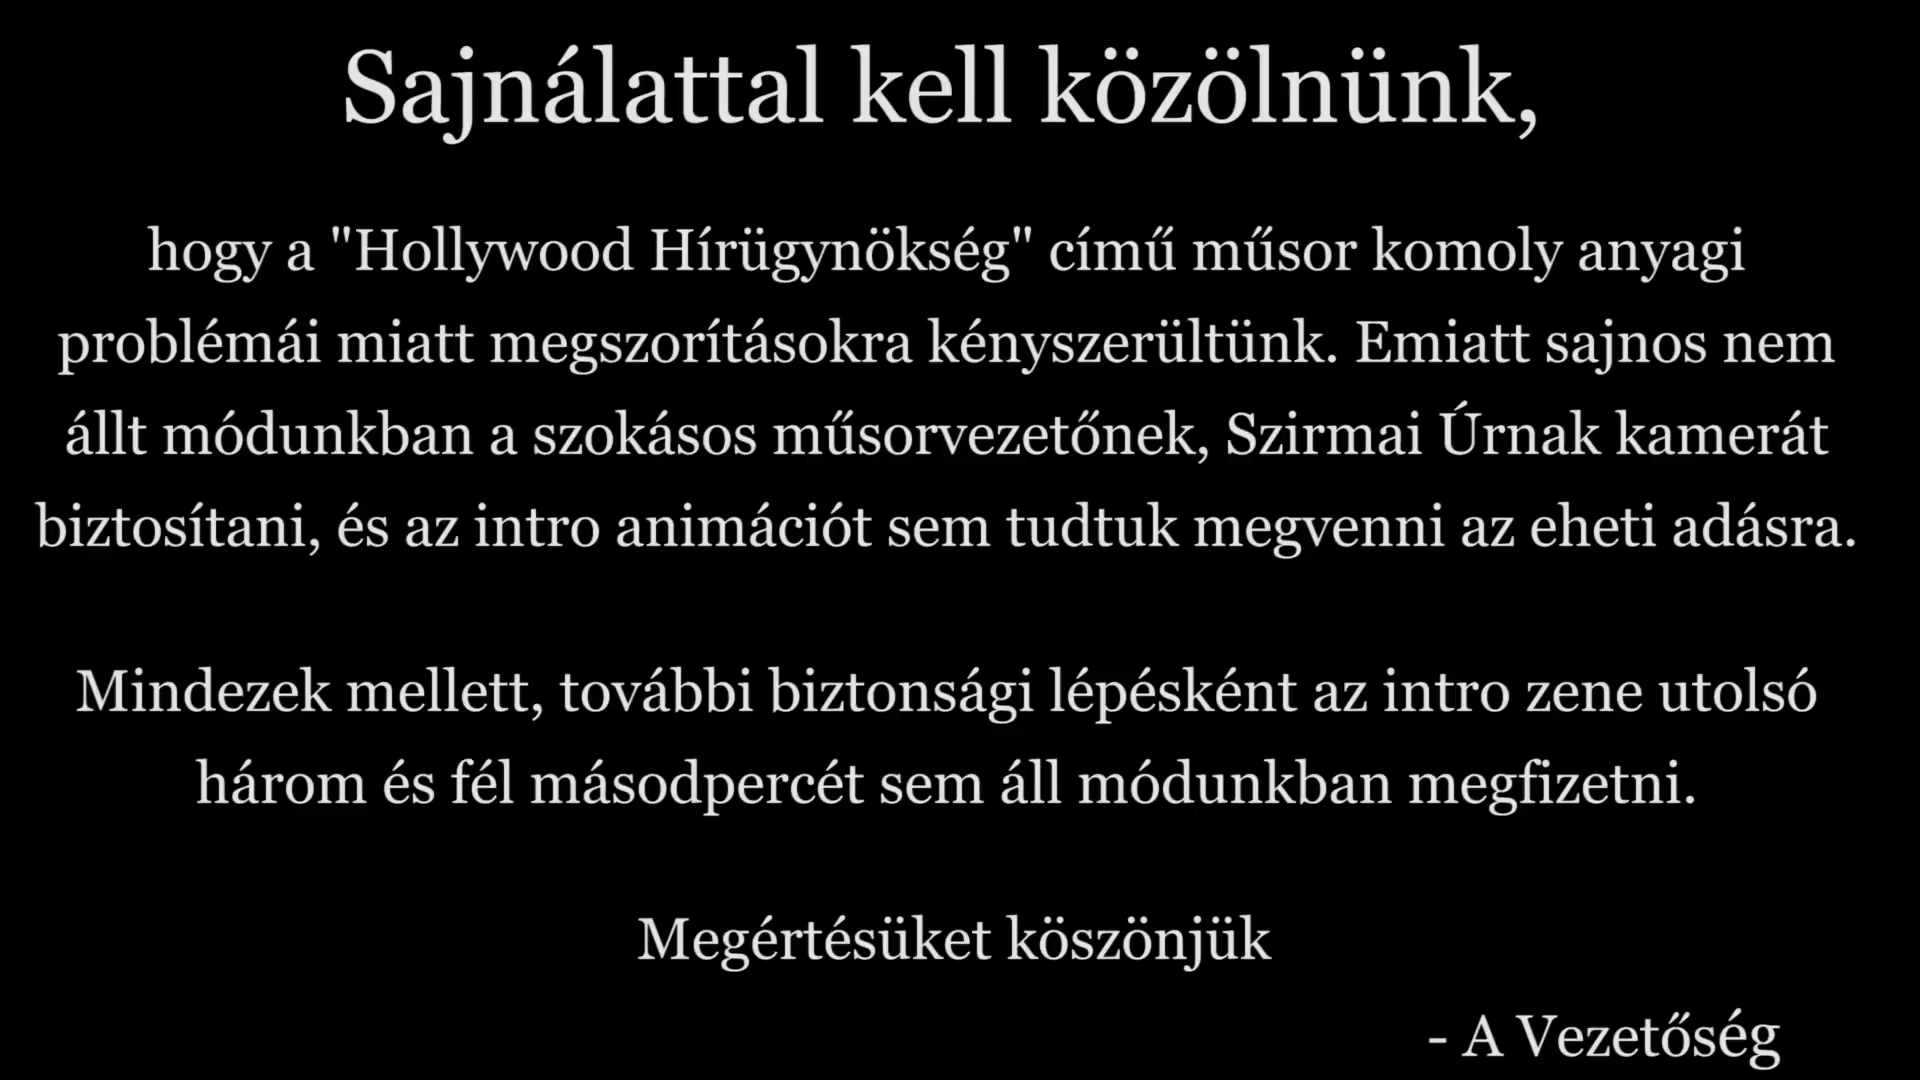 Sajnálattal kell közölnünk,
hogy a "Hollywood Hírügynökség" című műsor komoly anyagi
problémái miatt megszorításokra kényszerültünk. Emiatt sajnos nem
állt módunkban a szokásos műsorvezetőnek, Szirmai Úrnak kamerát
biztosítani, és az intro animációt sem tudtuk megvenni az eheti adásra.
Mindezek mellett, további biztonsági lépésként az intro zene utolsó
három és fél másodpercét sem áll módunkban megfizetni.
Megértésüket köszönjük
- A Vezetőség